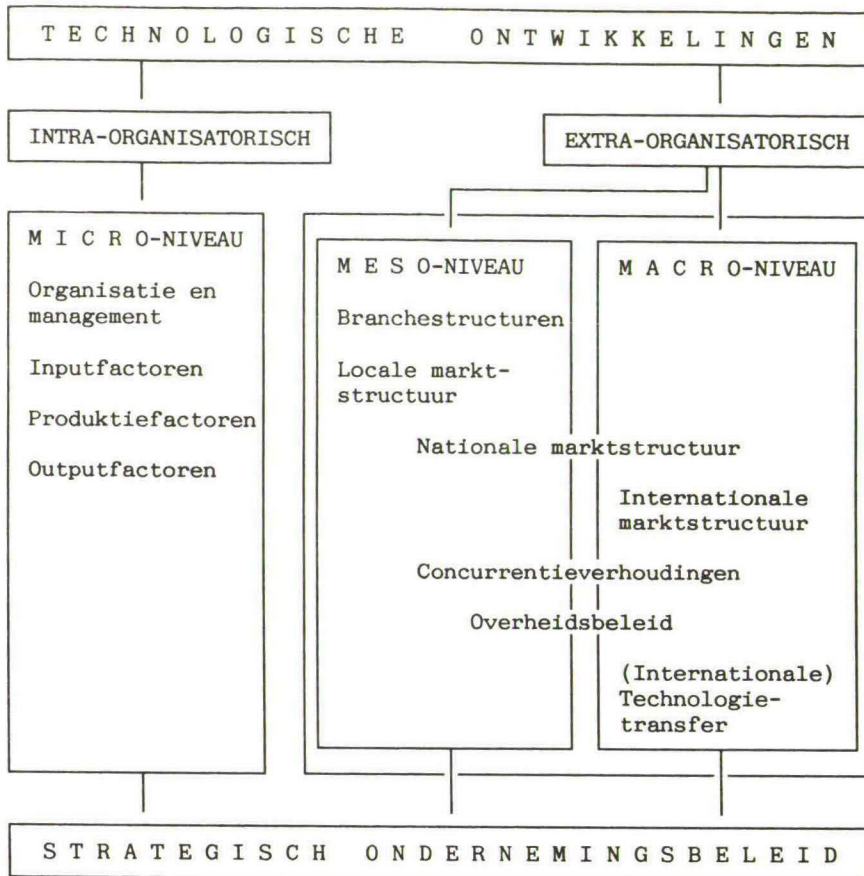 TECHNOLOGISCHE ONTWIKKELINGEN
INTRA-ORGANISATORISCH
EXTRA-ORGANISATORISCH
MICRO-NIVEAU
Organisatie en
management
Inputfactoren
Produktiefactoren
Outputfactoren
MESO-NIVEAU
Branchestructuren
Locale markt-
structuur
MACRO-NIVEAU
Nationale marktstructuur
Internationale
marktstructuur
Concurrentieverhoudingen
Overheidsbeleid
(Internationale)
Technologie-
transfer
STRATEGISCH ONDERNEMINGSBELEID